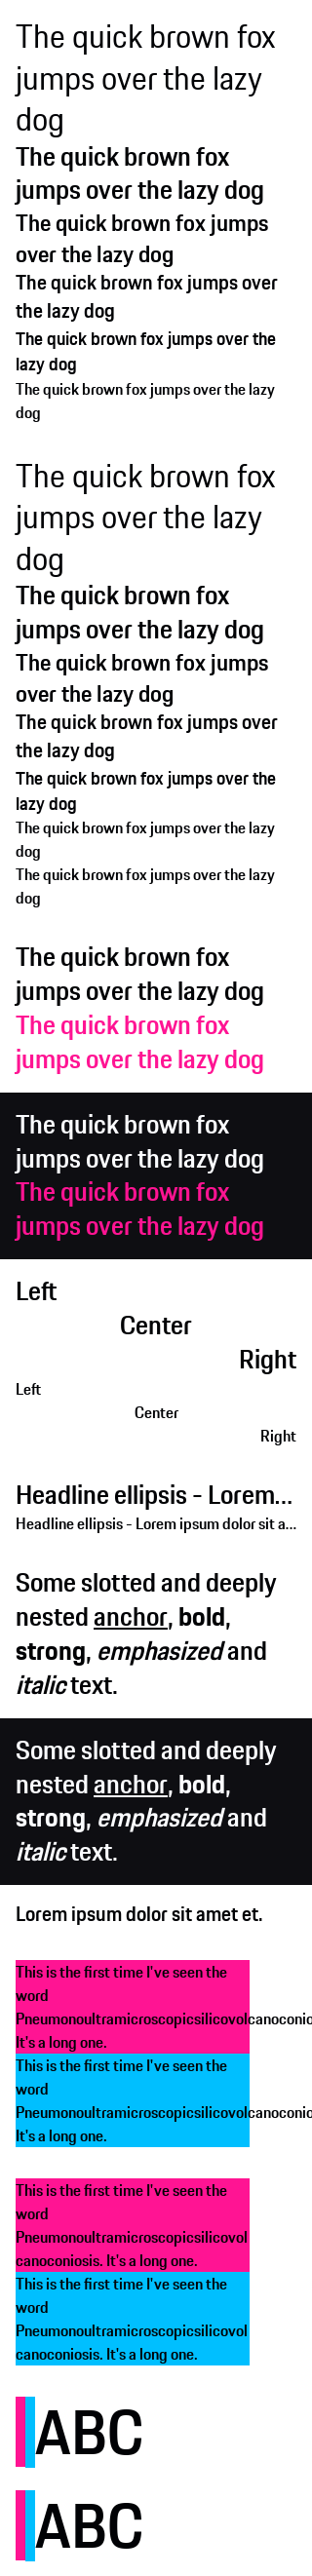 The quick brown fox
jumps over the lazy
dog
The quick brown fox
jumps over the lazy dog
The quick brown fox jumps
over the lazy dog
The quick brown fox jumps over
the lazy dog
The quick brown fox jumps over the
lazy dog
The quick brown fox jumps over the lazy
dog
The quick brown fox
jumps over the lazy
dog
The quick brown fox
jumps over the lazy dog
The quick brown fox jumps
over the lazy dog
The quick brown fox jumps over
the lazy dog
The quick brown fox jumps over the
lazy dog
The quick brown fox jumps over the lazy
dog
The quick brown fox jumps over the lazy
dog
The quick brown fox
jumps over the lazy dog
The quick brown fox
jumps over the lazy dog
The quick brown fox
jumps over the lazy dog
The quick brown fox
jumps over the lazy dog
Left
Center
Right
Left
Center
Right
Headline ellipsis - Lorem...
Headline ellipsis - Lorem ipsum dolor sit a...
Some slotted and deeply
nested anchor, bold,
strong, emphasized and
italic text.
Some slotted and deeply
nested anchor, bold,
strong, emphasized and
italic text.
Lorem ipsum dolor sit amet et.
This is the first time I've seen the
word
Pneumonoultramicroscopicsilicovolcanoconio
It's a long one.
This is the first time I've seen the
word
Pneumonoultramicroscopicsilicovolcanoconio
It's a long one.
This is the first time I've seen the
word
Pneumonoultramicroscopicsilicovol
canoconiosis. It's a long one.
This is the first time I've seen the
word
Pneumonoultramicroscopicsilicovol
canoconiosis. It's a long one.
ABC
ABC